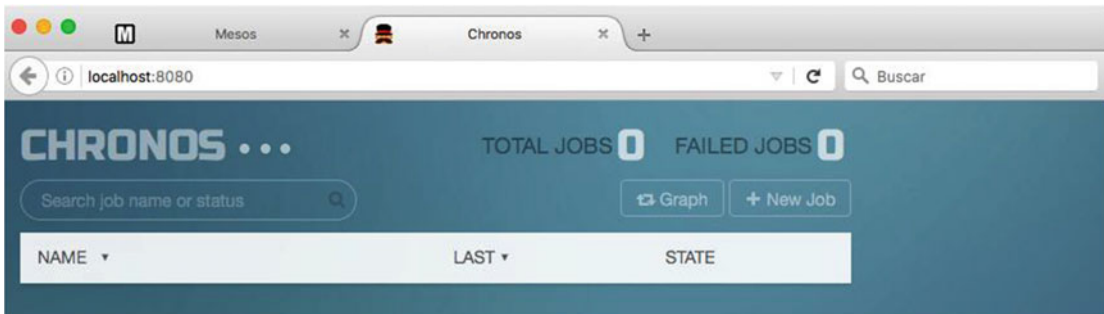 M Mesos Chronos
localhost:8080 Buscar
CHRONOS ... TOTAL JOBS 0 FAILED JOBS 0
Search job name or status Graph + New Job
NAME LAST STATE